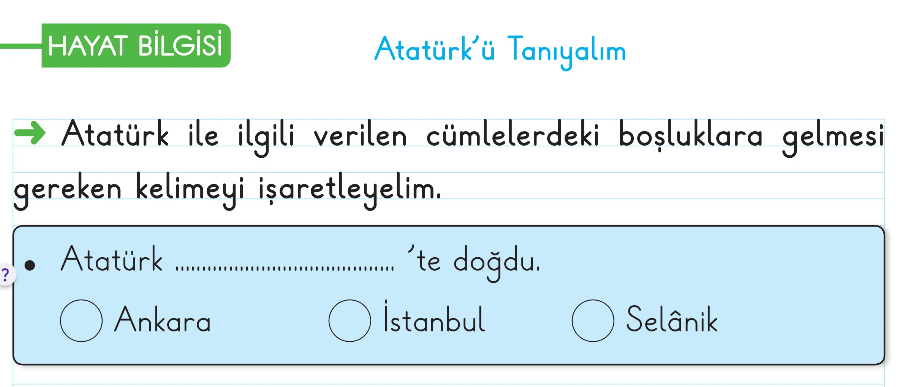 HAYAT BİLGİSİ
Atatürk'ü Tanıyalım
➜ Atatürk ile ilgili verilen cümlelerdeki boşluklara gelmesi
gereken kelimeyi işaretleyelim.
?
• Atatürk ......................................... 'te doğdu.
Ankara İstanbul Selânik